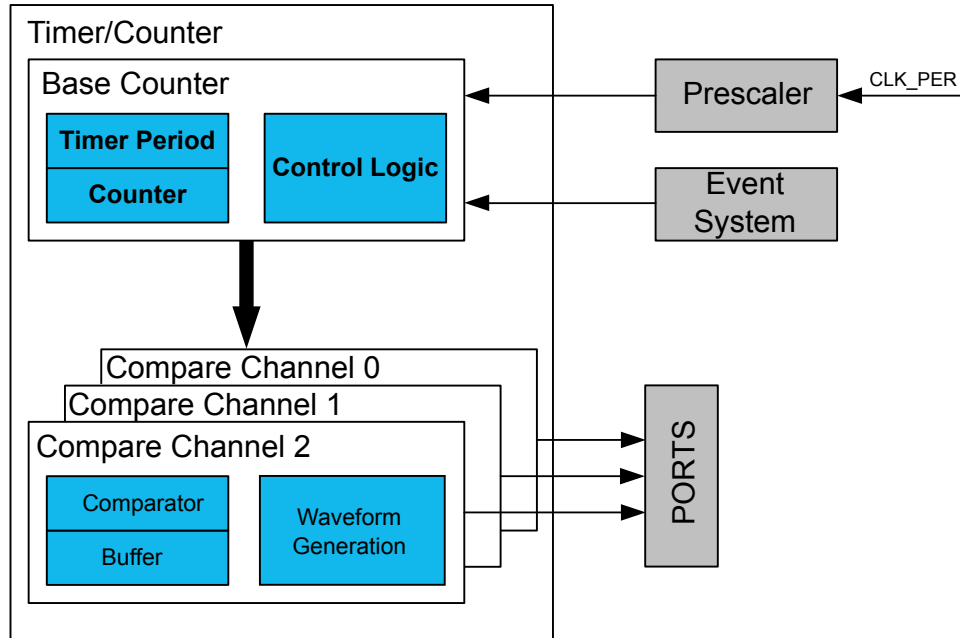 Timer/Counter
Base Counter
Timer Period
Counter
Control Logic
Prescaler
CLK_PER
Event
System
Compare Channel 0
Compare Channel 1
Compare Channel 2
Comparator
Buffer
Waveform
Generation
PORTS